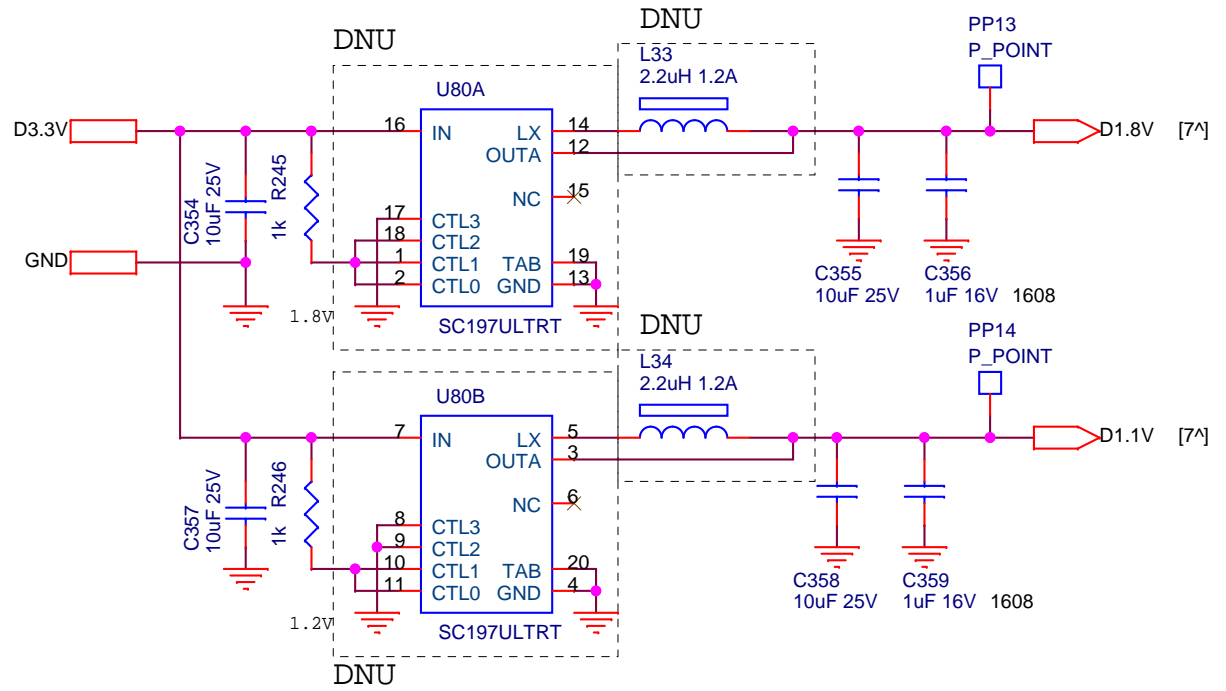 DNU
DNU
PP13
P_POINT
L33
2.2uH 1.2A
U80A
D3.3V
16
IN
LX
14
OUTA
12
D1.8V
[7^]
C354
10uF 25V
1k R245
NC
15
17
CTL3
18
CTL2
1
CTL1
2
CTL0
TAB
19
GND
13
GND
1.8V
SC197ULTRT
C355
10uF 25V
C356
1uF 16V
1608
DNU
PP14
P_POINT
L34
2.2uH 1.2A
U80B
7
IN
LX
5
OUTA
3
D1.1V
[7^]
C357
10uF 25V
1k R246
NC
6
8
CTL3
9
CTL2
10
CTL1
11
CTL0
TAB
20
GND
4
1.2V
SC197ULTRT
C358
10uF 25V
C359
1uF 16V
1608
DNU